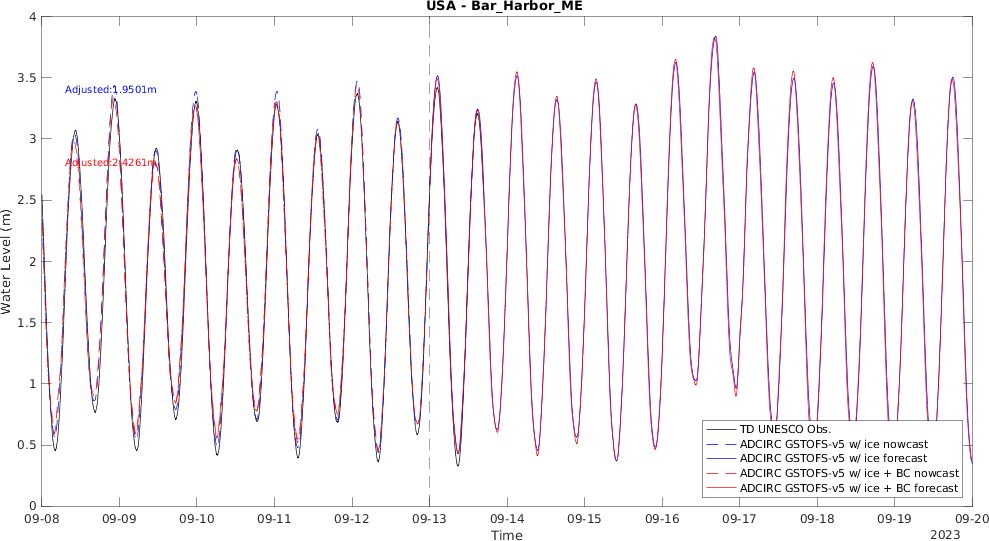 USA - Bar_Harbor_ME
4
3.5
3
2.5
2
1.5
1
0.5
0
Water Level (m)
Adjusted:1.9501m
Adjusted:2.4261m
TD UNESCO Obs.
ADCIRC GSTOFS-v5 w/ ice nowcast
ADCIRC GSTOFS-v5 w/ ice forecast
ADCIRC GSTOFS-v5 w/ ice + BC nowcast
ADCIRC GSTOFS-v5 w/ ice + BC forecast
09-08 09-09 09-10 09-11 09-12 09-13 09-14 09-15 09-16 09-17 09-18 09-19 09-20
Time
2023